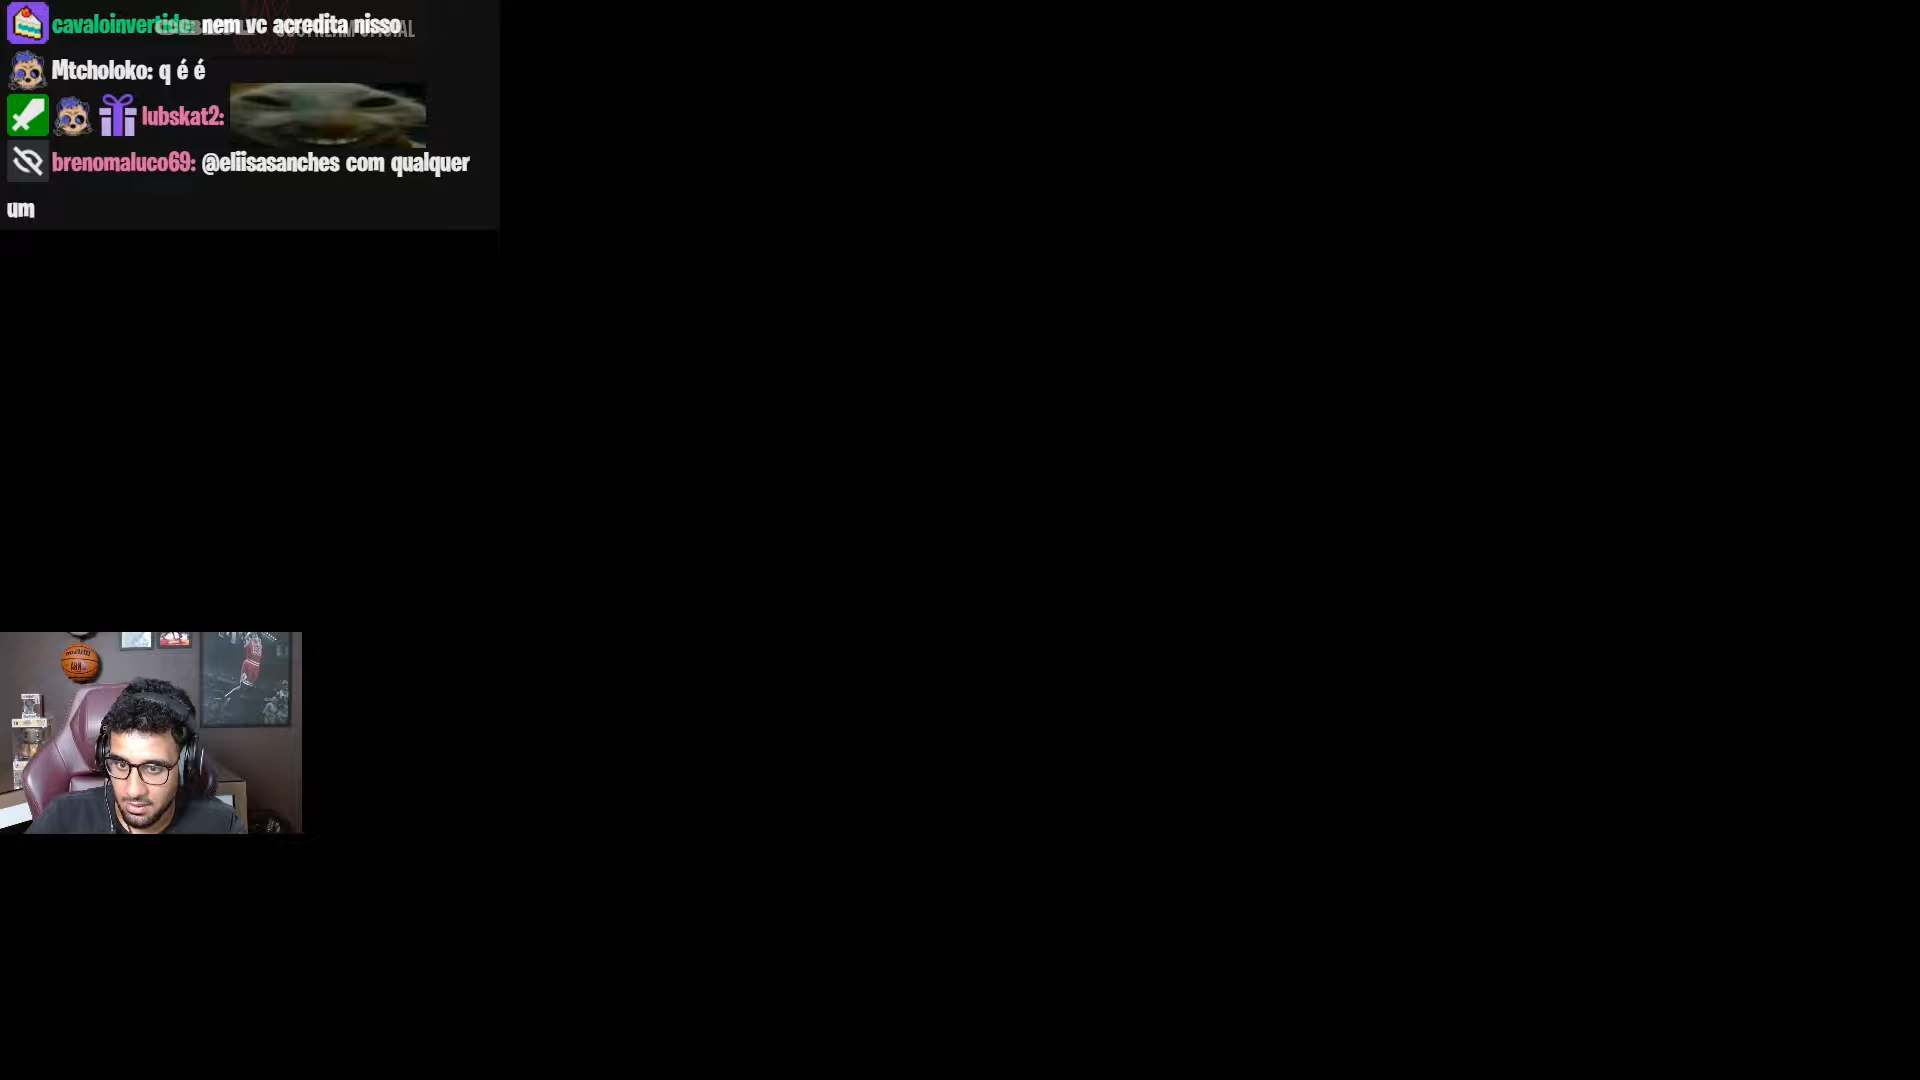 cavaloinvertido: nem vc acredita nisso
Mtcholoko: q é é
lubskat2:
brenomaluco69: @eliisasanches com qualquer
um